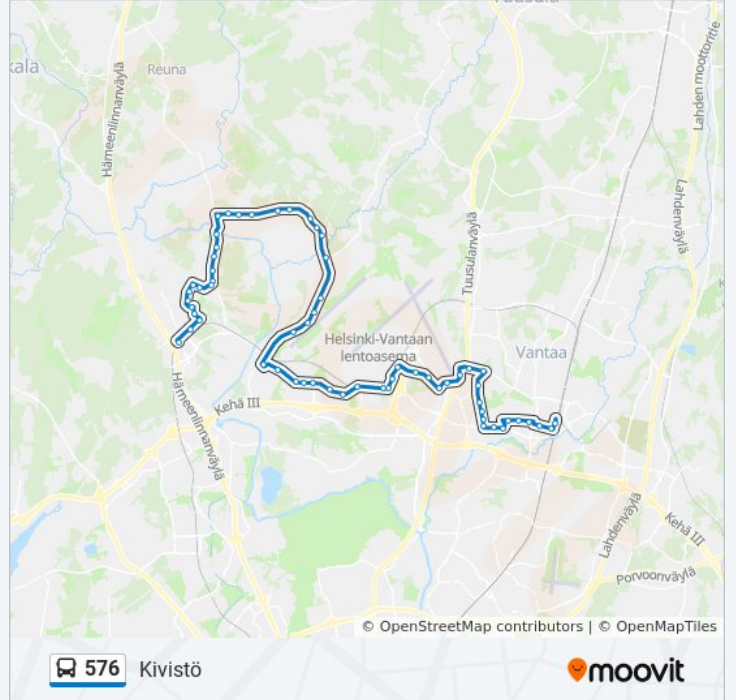 Tuusula
kala
Reuna
Hämeenlinnanväylä
Lahden moottoritie
Lahdenväylä
Tuusulanväylä
Helsinki-Vantaan
lentoasema
Vantaa
Kehä III
Hämeenlinnanväylä
Lahdenväylä
Kehä III
Porvoonväylä
© OpenStreetMap contributors | © OpenMapTiles
576 Kivistö
moovit